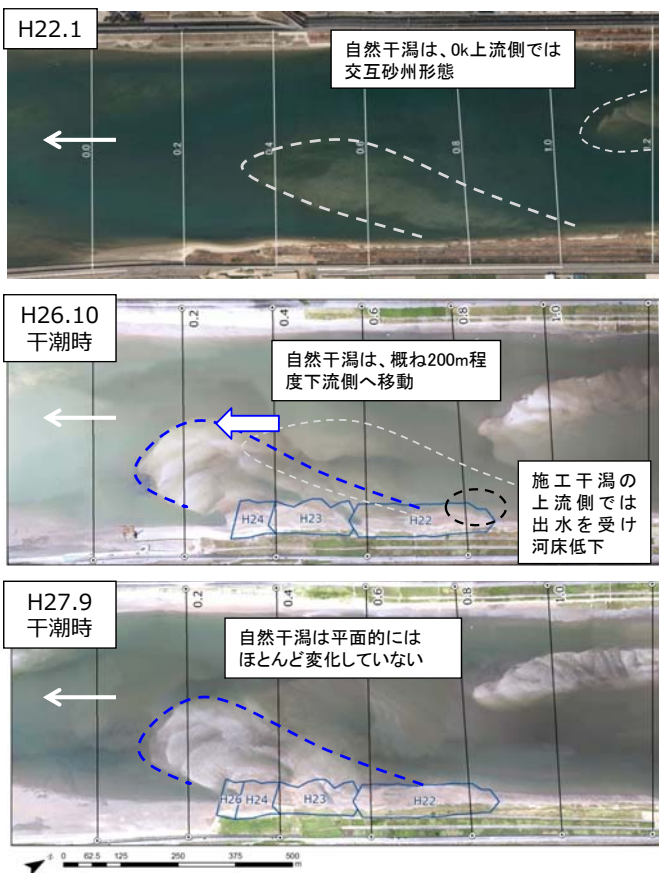 H22.1
自然干潟は、0k上流側では
交互砂州形態
0.0
0.2
0.4
0.6
0.8
1.0
1.2
H26.10
干潮時
0.2
0.4
0.6
0.8
1.0
自然干潟は、概ね200m程
度下流側へ移動
施工干潟の
上流側では
出水を受け
河床低下
H24
H23
H22
H27.9
干潮時
0.2
0.4
0.6
0.8
1.0
自然干潟は平面的には
ほとんど変化していない
H26
H24
H23
H22
0 62.5 125 250 375 500
m